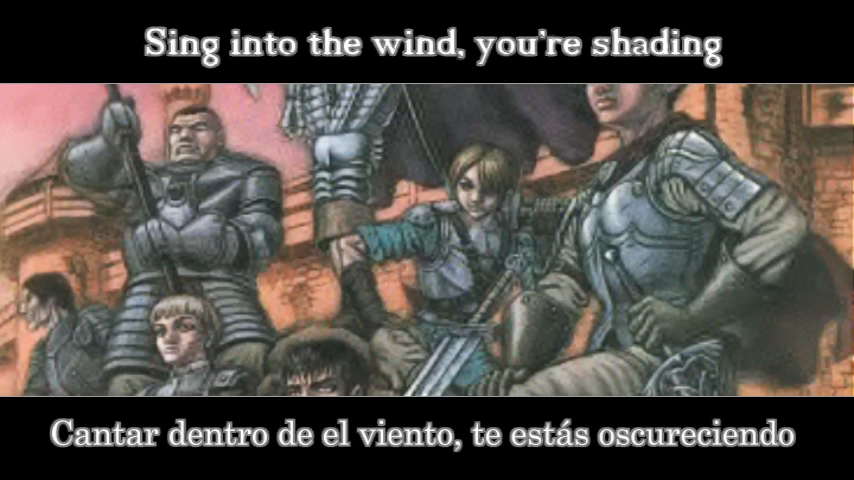 Sing into the wind, you're shading
Cantar dentro de el viento, te estás oscureciendo